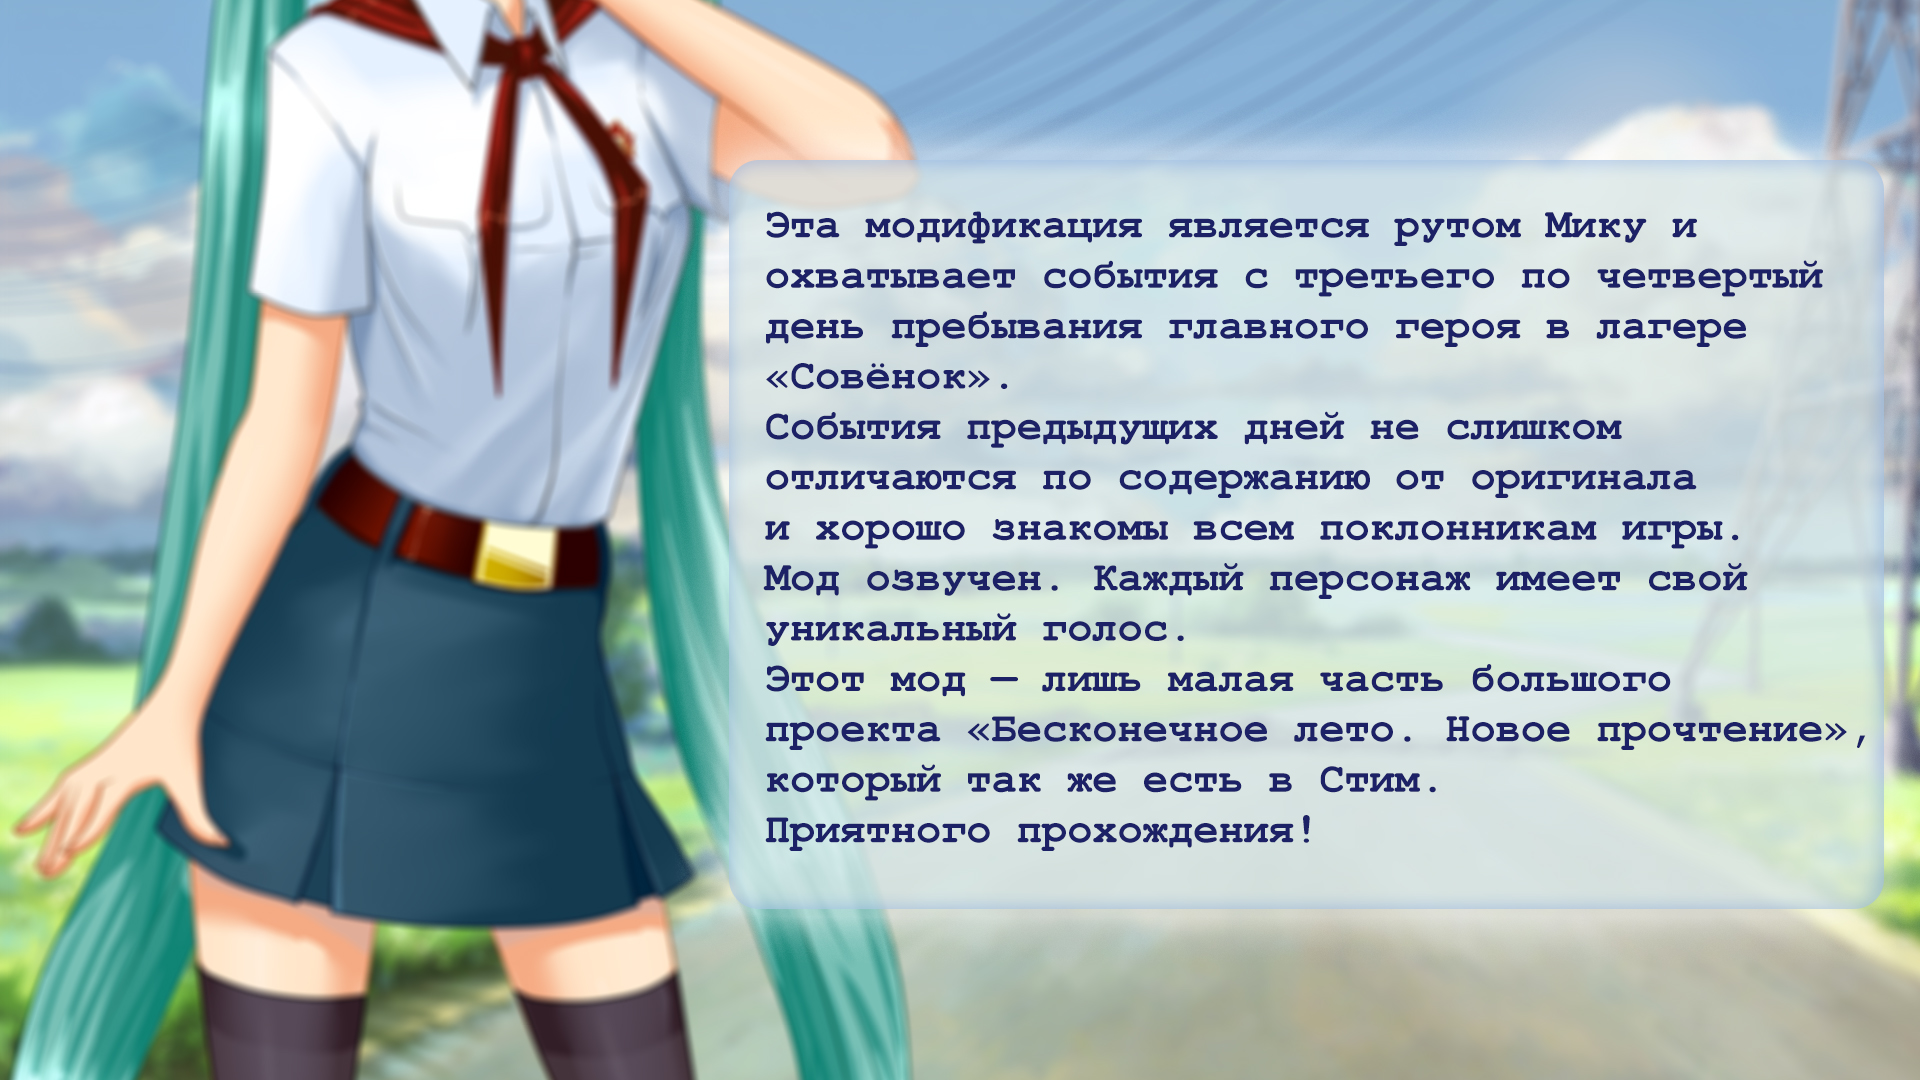 Эта модификация является рутом Мику и
охватывает события с третьего по четвертый
день пребывания главного героя в лагере
«Совёнок».
События предыдущих дней не слишком
отличаются по содержанию от оригинала
и хорошо знакомы всем поклонникам игры.
Мод озвучен. Каждый персонаж имеет свой
уникальный голос.
Этот мод — лишь малая часть большого
проекта «Бесконечное лето. Новое прочтение»,
который так же есть в Стим.
Приятного прохождения!